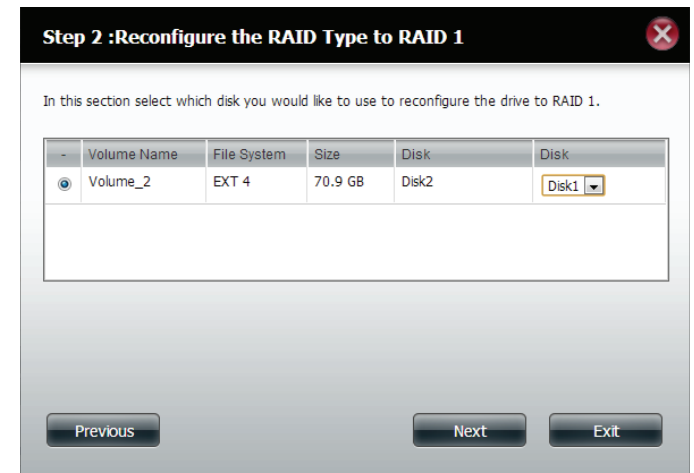 Step 2 :Reconfigure the RAID Type to RAID 1
In this section select which disk you would like to use to reconfigure the drive to RAID 1.
- Volume Name File System Size Disk Disk
Volume_2 EXT 4 70.9 GB Disk2 Disk1
Previous Next Exit